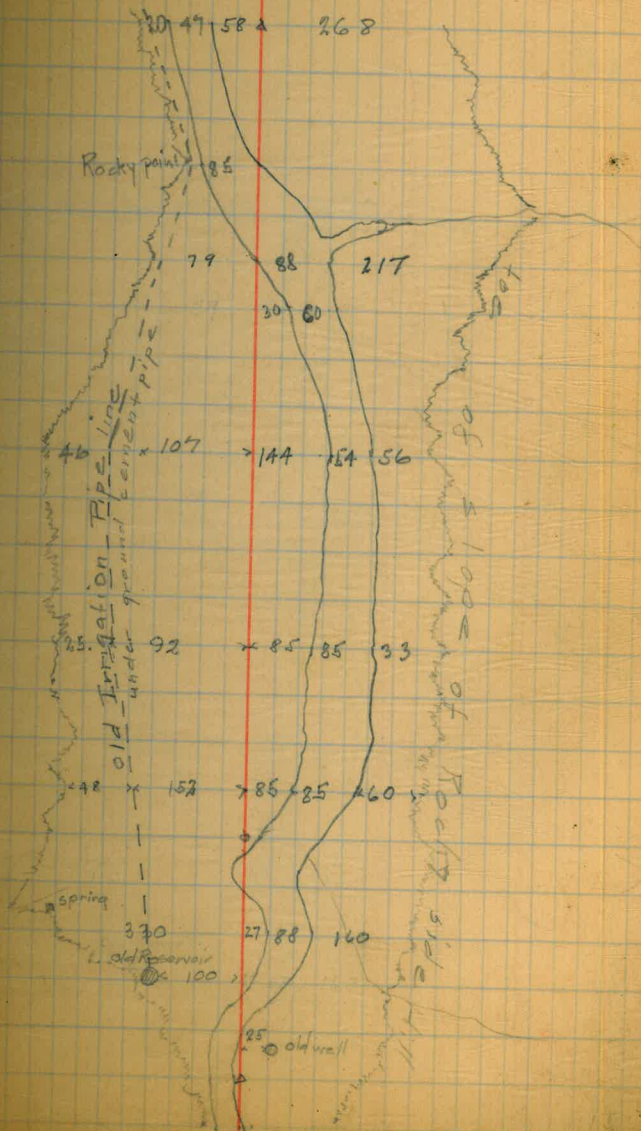 20 47 58 268
Rocky point 85
79 88 217
30 60
46 107 144 54 56
Old Irrigation Pipe line
under ground cement pipe
25 92 85 85 33
48 152 85 85 60
Foot of slope of Rocky side Hill
spring
330 27 88 160
old Reservoir
100
25
old well